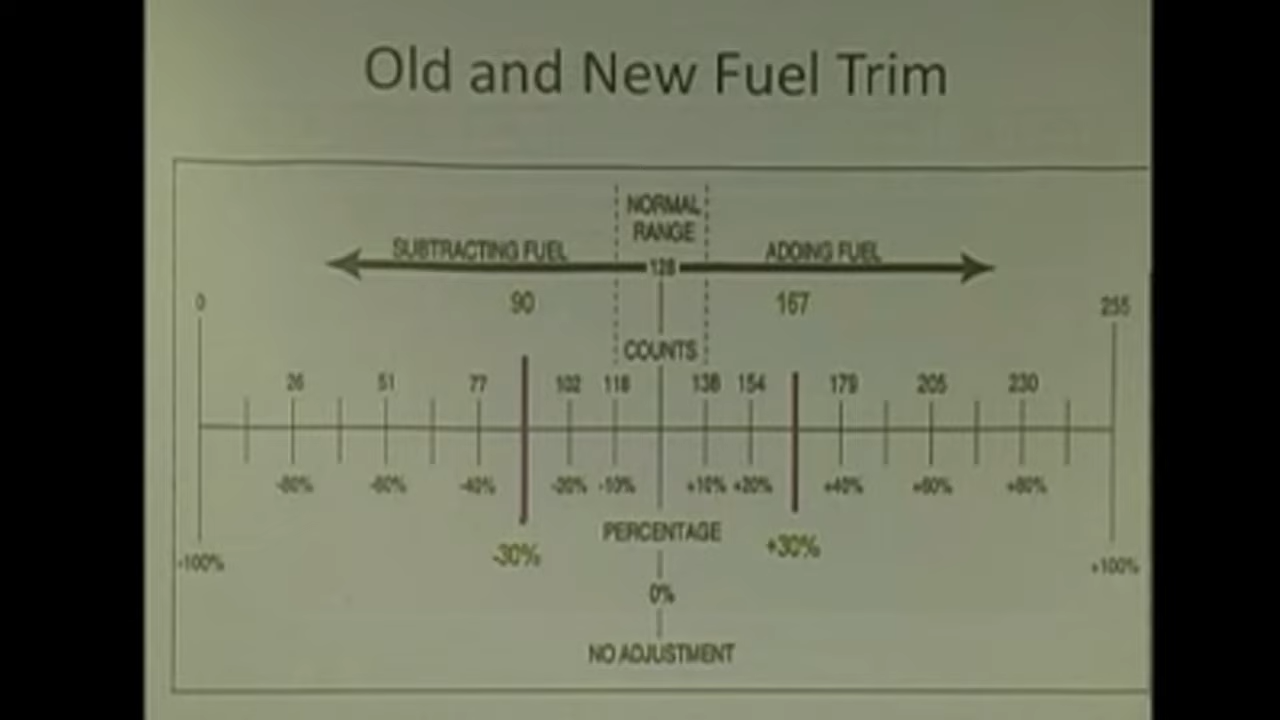 Old and New Fuel Trim
NORMAL
RANGE
SUBTRACTING FUEL
ADDING FUEL
128
0
90
167
255
COUNTS
26 51 77 102 118 138 154 179 205 230
-80% -60% -40% -20% -10% +10% +20% +40% +60% +80%
PERCENTAGE
-30% +30%
-100% +100%
0%
NO ADJUSTMENT